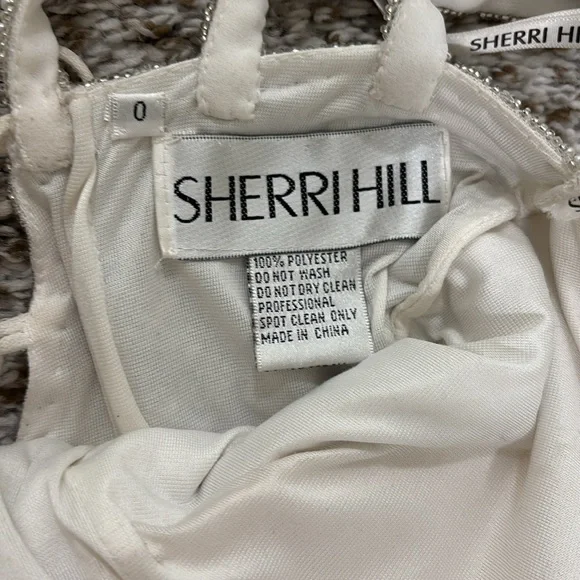 SHERRI HI
0
SHERRI HILL
100% POLYESTER
DO NOT WASH
DO NOT DRY CLEAN
PROFESSIONAL
SPOT CLEAN ONLY
MADE IN CHINA